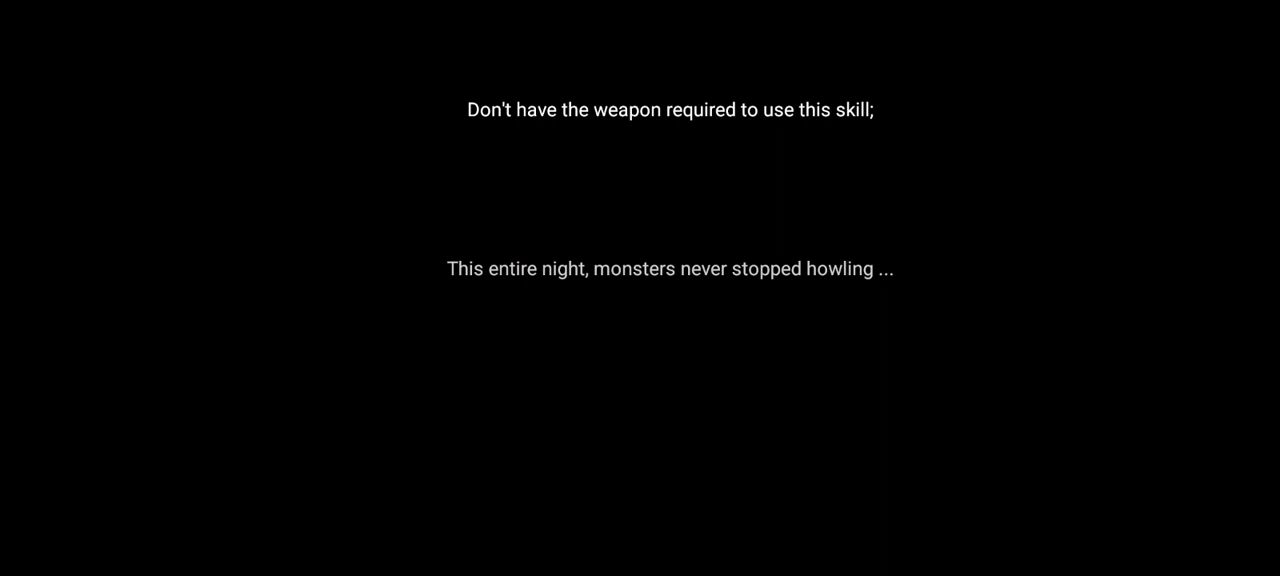 Don't have the weapon required to use this skill;
This entire night, monsters never stopped howling ...